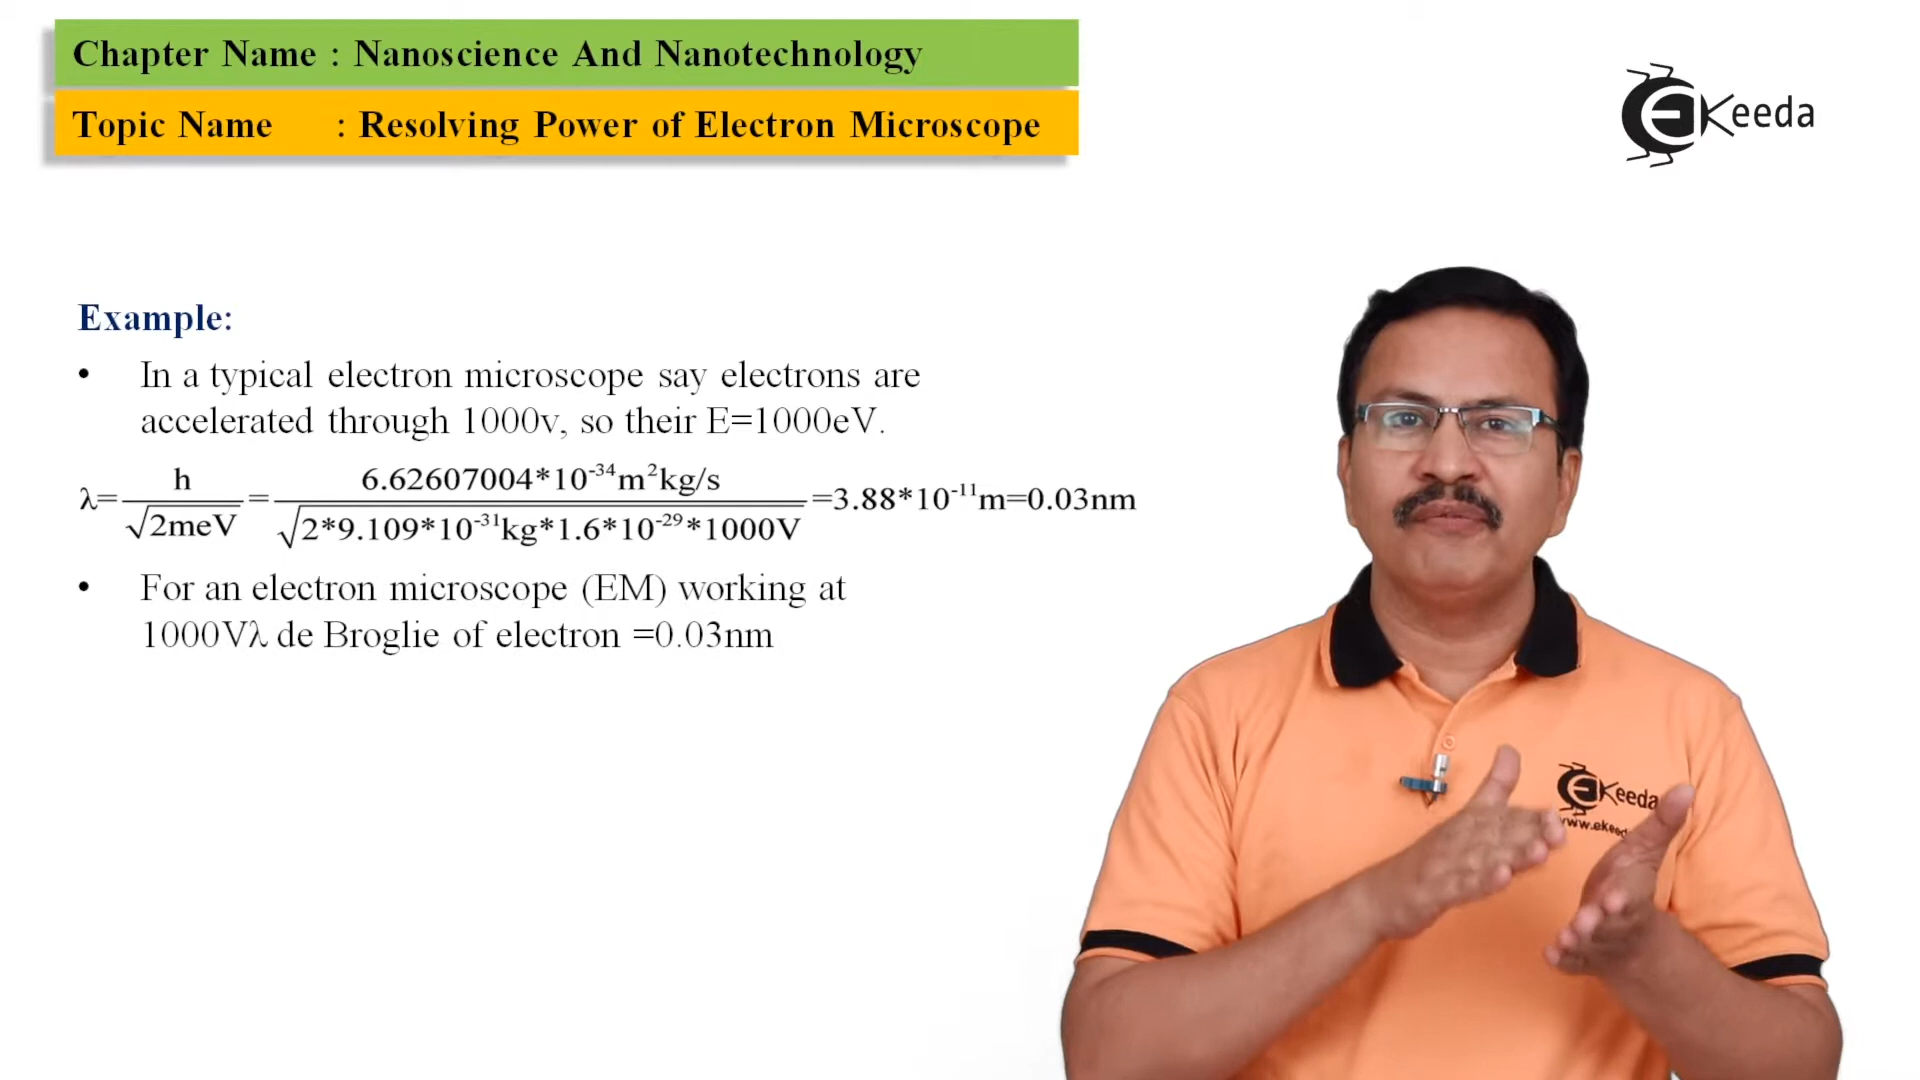 Chapter Name : Nanoscience And Nanotechnology
Topic Name : Resolving Power of Electron Microscope
EKeeda
Example:
• In a typical electron microscope say electrons are
accelerated through 1000v, so their E=1000eV.
λ=h/√2meV=6.62607004*10⁻³⁴m²kg/s/√2*9.109*10⁻³¹kg*1.6*10⁻²⁹*1000V=3.88*10⁻¹¹m=0.03nm
• For an electron microscope (EM) working at
1000Vλ de Broglie of electron =0.03nm
EKeeda